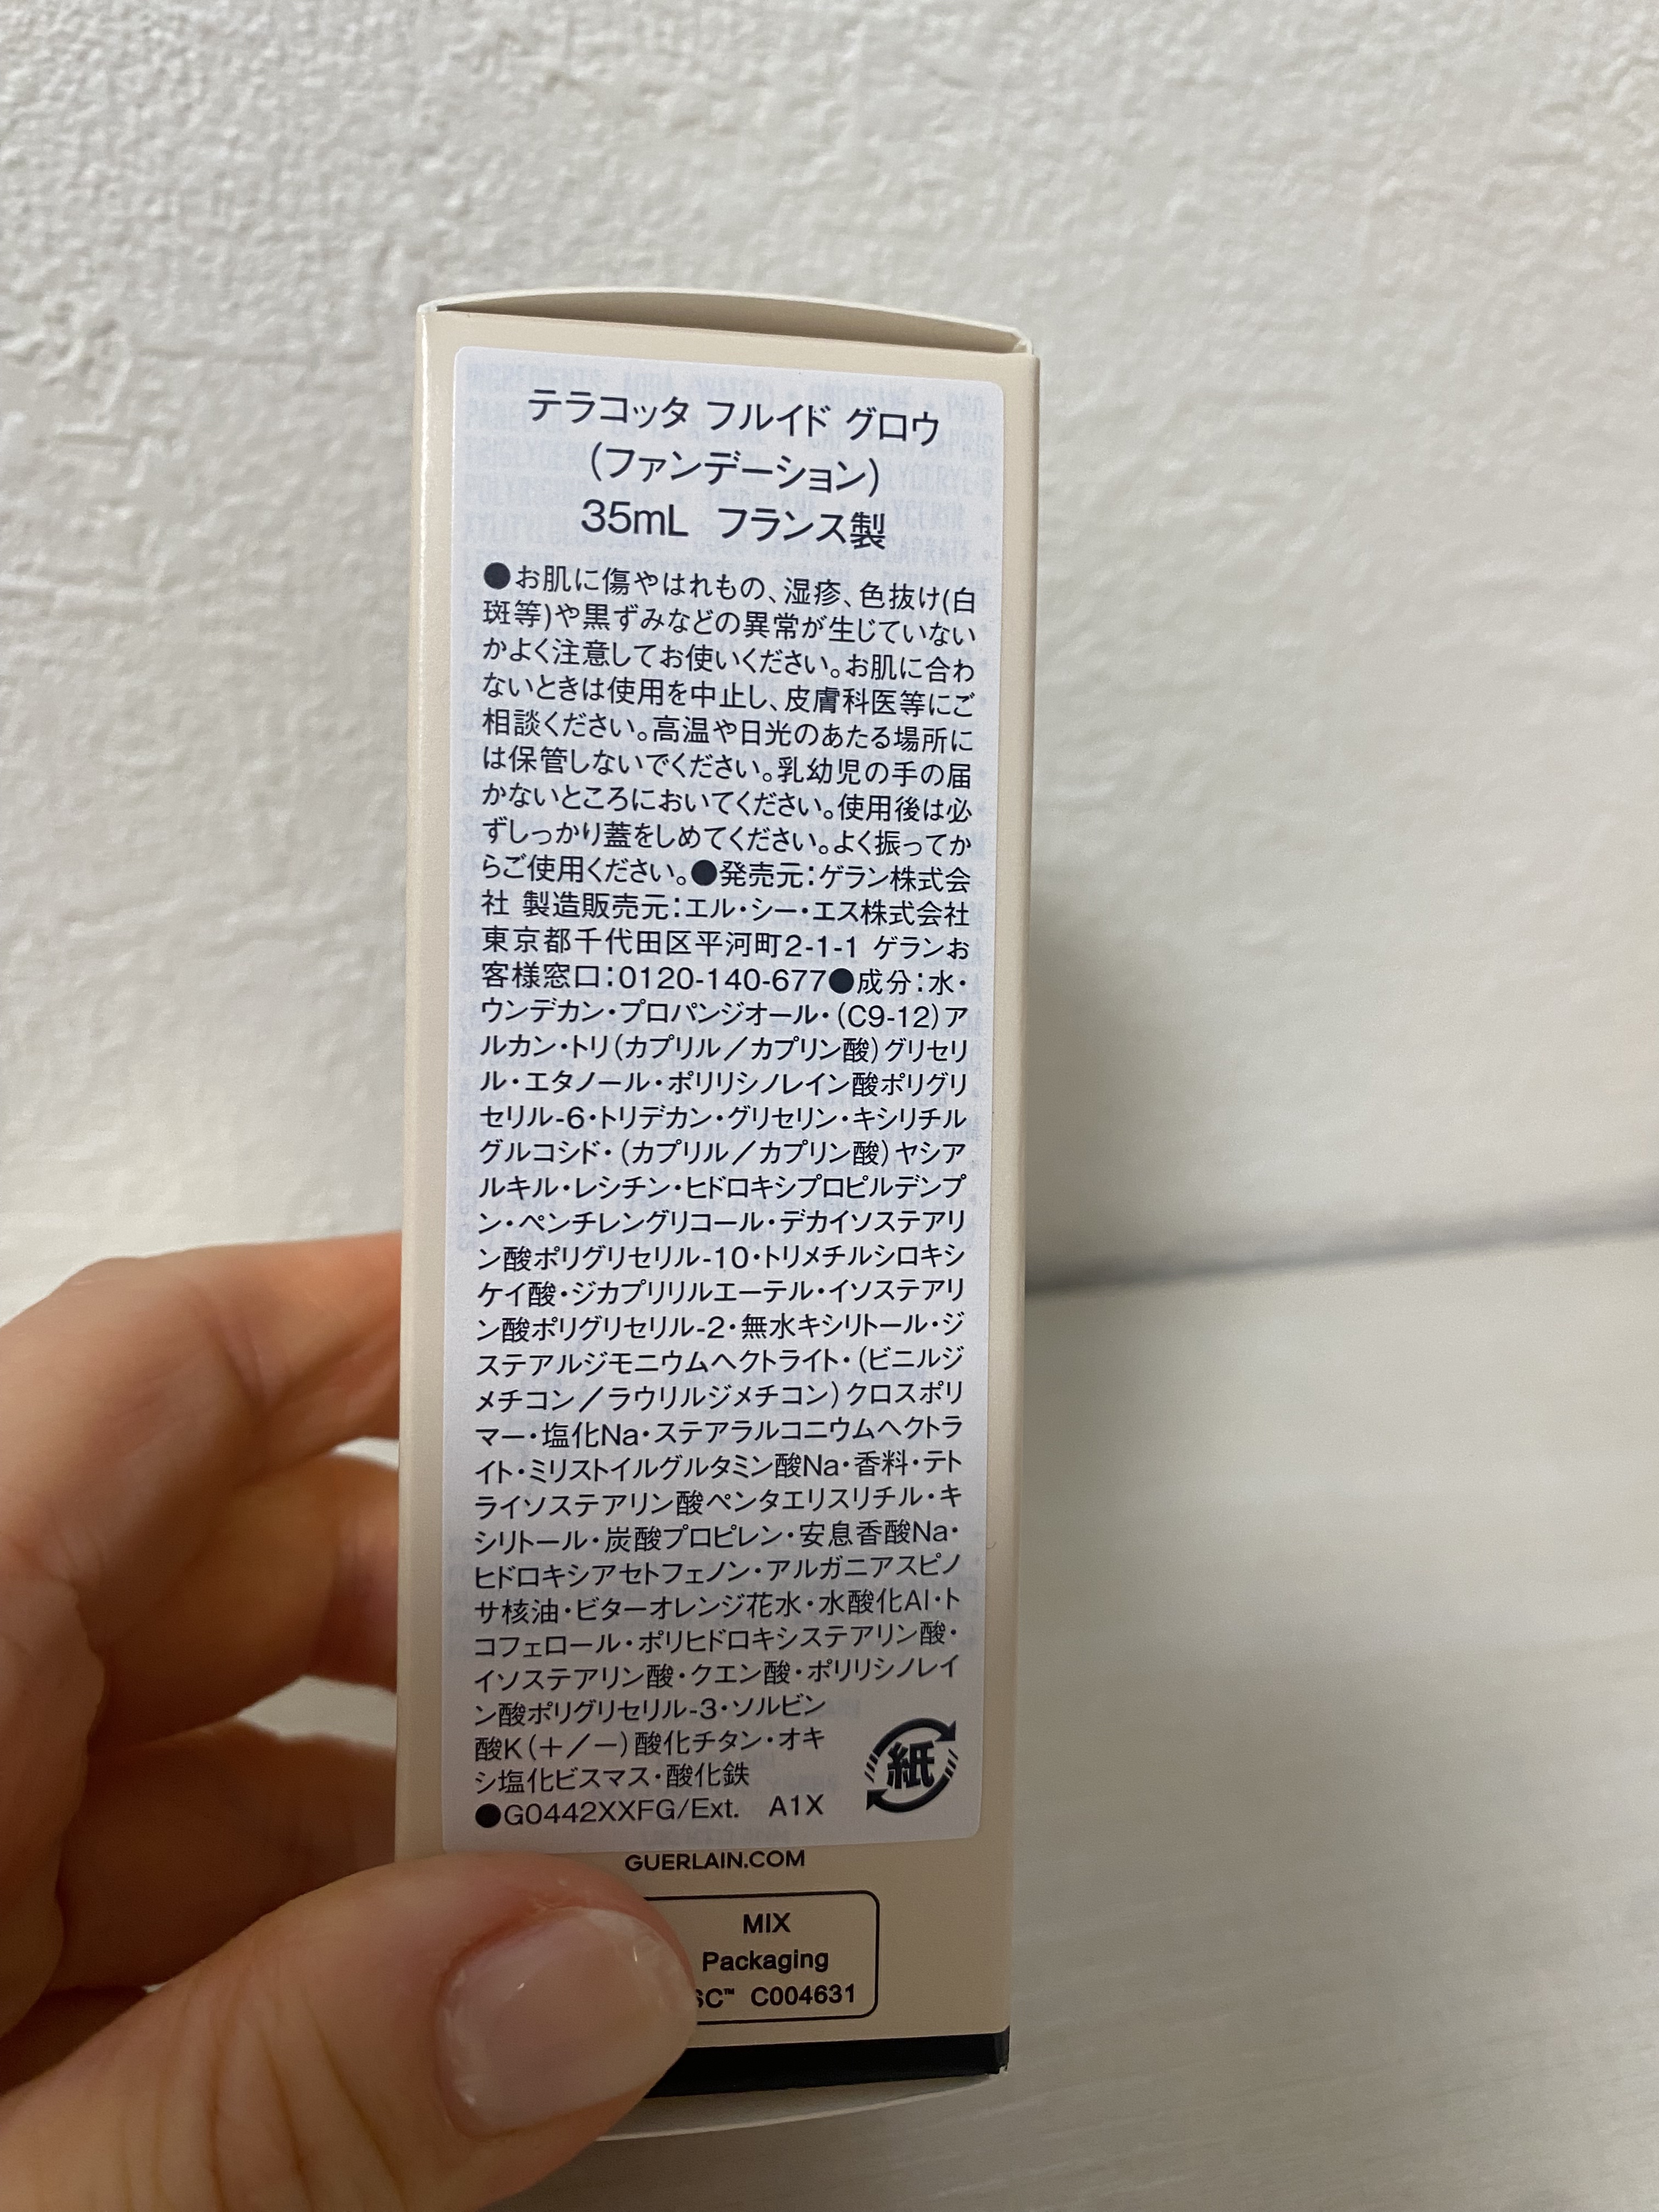 テラコッタ フルイド グロウ
(ファンデーション)
35mL フランス製
●お肌に傷やはれもの、湿疹、色抜け(白
斑等)や黒ずみなどの異常が生じていない
かよく注意してお使いください。お肌に合わ
ないときは使用を中止し、皮膚科医等にご
相談ください。高温や日光のあたる場所に
は保管しないでください。乳幼児の手の届
かないところにおいてください。使用後は必
ずしっかり蓋をしめてください。よく振ってか
らご使用ください。●発売元:ゲラン株式会
社 製造販売元:エル・シー・エス株式会社
東京都千代田区平河町2-1-1 ゲランお
客様窓口:0120-140-677●成分:水・
ウンデカン・プロパンジオール・(C9-12)ア
ルカン・トリ(カプリル/カプリン酸)グリセリ
ル・エタノール・ポリリシノレイン酸ポリグリ
セリル-6・トリデカン・グリセリン・キシリチル
グルコシド・(カプリル/カプリン酸)ヤシア
ルキル・レシチン・ヒドロキシプロピルデンプ
ン・ペンチレングリコール・デカイソステアリ
ン酸ポリグリセリル-10・トリメチルシロキシ
ケイ酸・ジカプリリルエーテル・イソステアリ
ン酸ポリグリセリル-2・無水キシリトール・ジ
ステアルジモニウムヘクトライト・(ビニルジ
メチコン/ラウリルジメチコン)クロスポリ
マー・塩化Na・ステアラルコニウムヘクトラ
イト・ミリストイルグルタミン酸Na・香料・テト
ライソステアリン酸ペンタエリスリチル・キ
シリトール・炭酸プロピレン・安息香酸Na・
ヒドロキシアセトフェノン・アルガニアスピノ
サ核油・ビターオレンジ花水・水酸化Al・ト
コフェロール・ポリヒドロキシステアリン酸・
イソステアリン酸・クエン酸・ポリリシノレイ
ン酸ポリグリセリル-3・ソルビン
酸K(+/-)酸化チタン・オキ
シ塩化ビスマス・酸化鉄
●G0442XXFG/Ext. A1X
紙
GUERLAIN.COM
MIX
Packaging
SC™ C004631